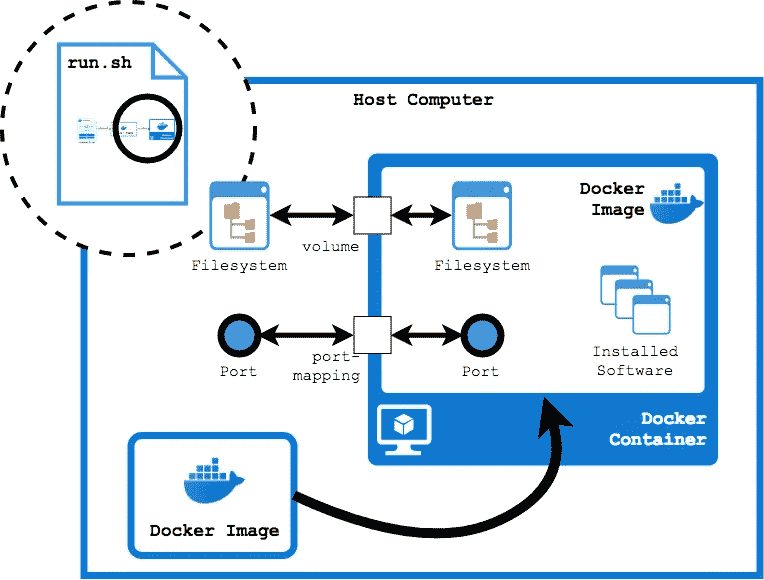 run.sh
Host Computer
Docker
Image
Filesystem
volume
Filesystem
Installed
Software
Port
port-
mapping
Port
Docker
Container
Docker Image